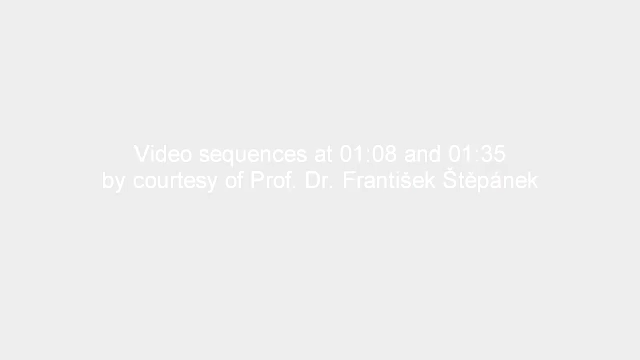 Video sequences at 01:08 and 01:35
by courtesy of Prof. Dr. František Štěpánek